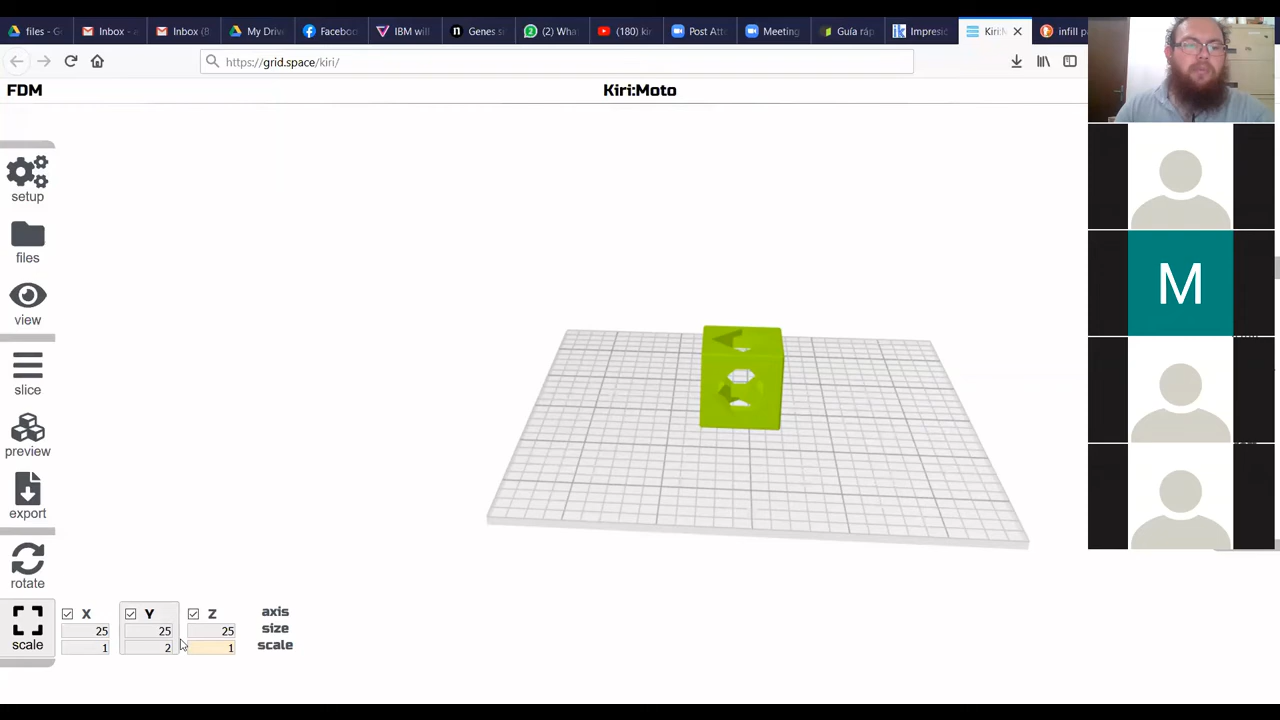 files - G
Inbox - e
Inbox (8
My Driv
Faceboo
IBM will
Genes s
(2) Wha
(180) ki
Post Att
Meeting
Guía ráp
Impresió
Kiri:M
infill p
https://grid.space/kiri/
FDM
Kiri:Moto
setup
files
view
slice
preview
export
rotate
scale
X Y Z axis
25 25 25 size
1 2 1 scale
M